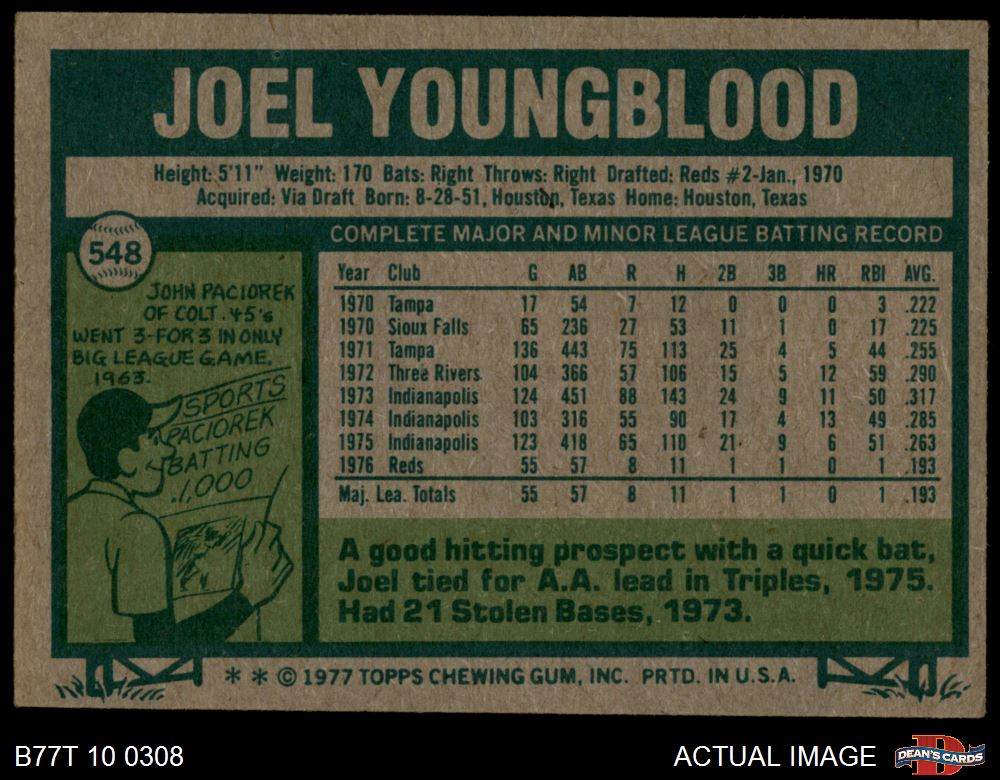 JOEL YOUNGBLOOD
Height: 5'11" Weight: 170 Bats: Right Throws: Right Drafted: Reds #2-Jan., 1970
Acquired: Via Draft Born: 8-28-51, Houston, Texas Home: Houston, Texas
548
JOHN PACIOREK
OF COLT .45's
WENT 3-FOR 3 IN ONLY
BIG LEAGUE GAME.
1963.
SPORTS
PACIOREK
BATTING
1,000
COMPLETE MAJOR AND MINOR LEAGUE BATTING RECORD
Year Club G AB R H 2B 3B HR RBI AVG.
1970 Tampa 17 54 7 12 0 0 0 3 .222
1970 Sioux Falls 65 236 27 53 11 1 0 17 .225
1971 Tampa 136 443 75 113 25 4 5 44 .255
1972 Three Rivers 104 366 57 106 15 5 12 59 .290
1973 Indianapolis 124 451 88 143 24 9 11 50 .317
1974 Indianapolis 103 316 55 90 17 4 13 49 .285
1975 Indianapolis 123 418 65 110 21 9 6 51 .263
1976 Reds 55 57 8 11 1 1 0 1 .193
Maj. Lea. Totals 55 57 8 11 1 1 0 1 .193
A good hitting prospect with a quick bat,
Joel tied for A.A. lead in Triples, 1975.
Had 21 Stolen Bases, 1973.
* * © 1977 TOPPS CHEWING GUM, INC. PRTD. IN U.S.A.
B77T 10 0308
ACTUAL IMAGE
D
DEAN'S CARDS